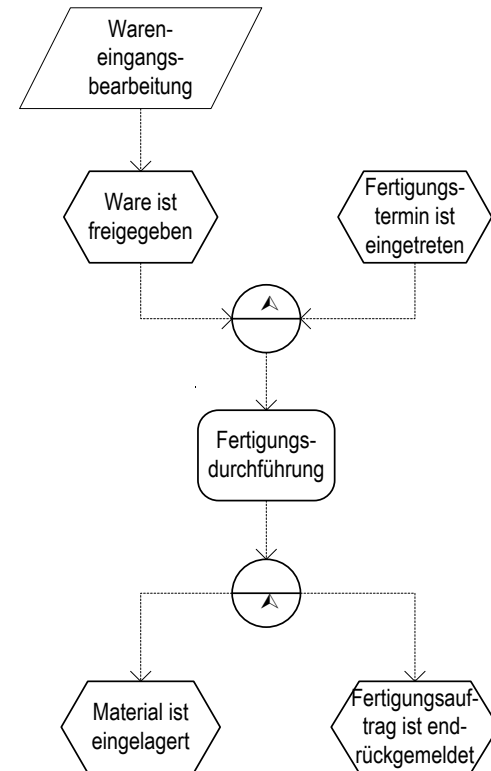 Waren-
eingangs-
bearbeitung
Ware ist
freigegeben
Fertigungs-
termin ist
eingetreten
Fertigungs-
durchführung
Material ist
eingelagert
Fertigungsauf-
trag ist end-
rückgemeldet